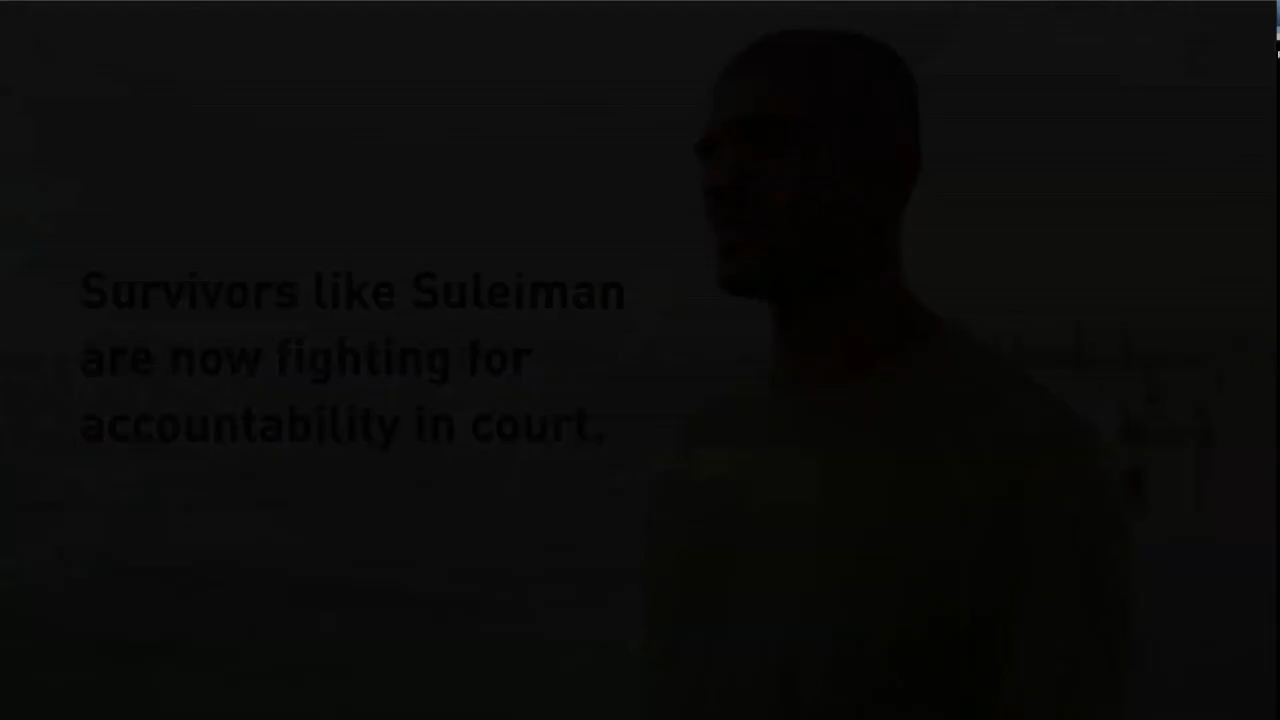 Survivors like Suleiman
are now fighting for
accountability in court.